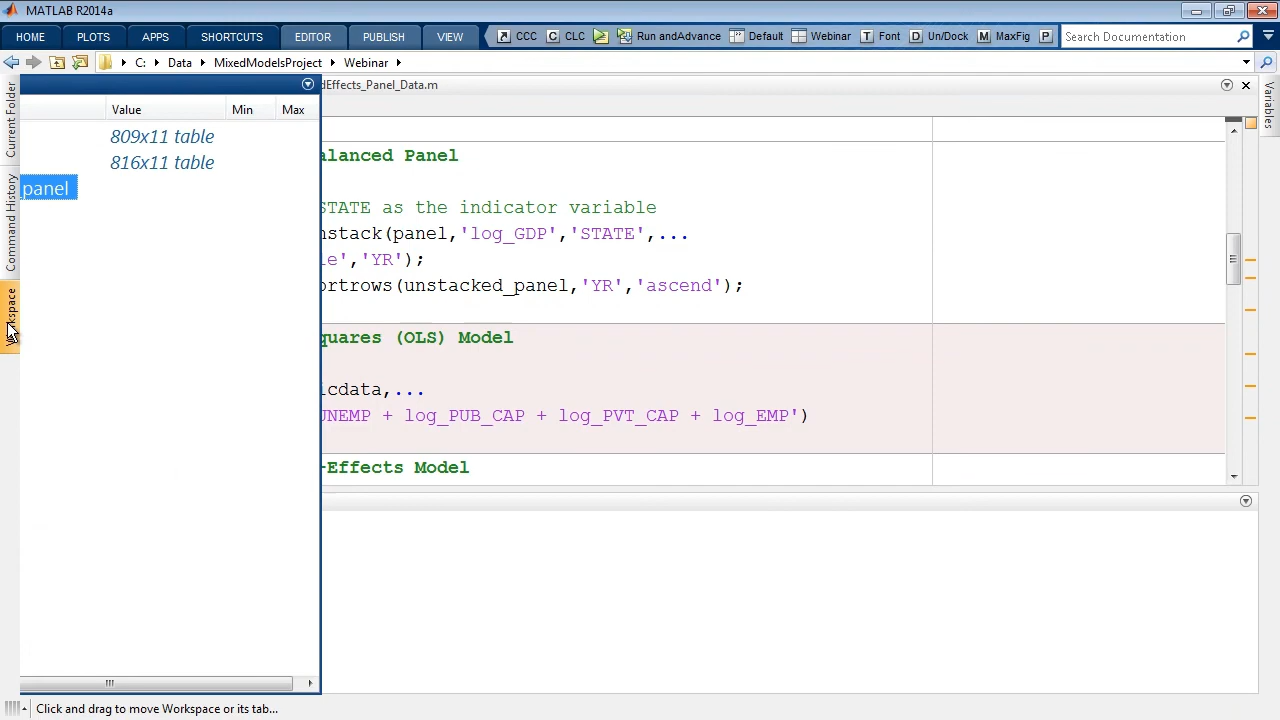 MATLAB R2014a
HOME PLOTS APPS SHORTCUTS EDITOR PUBLISH VIEW CCC C CLC Run andAdvance Default Webinar T Font D Un/Dock M MaxFig P Search Documentation
C: Data MixedModelsProject Webinar
dEffects_Panel_Data.m
Current Folder
Command History
Workspace
Variables
Value Min Max
809x11 table
816x11 table
panel
alanced Panel
STATE as the indicator variable
nstack(panel,'log_GDP','STATE',...
le','YR');
ortrows(unstacked_panel,'YR','ascend');
quares (OLS) Model
icdata,...
UNEMP + log_PUB_CAP + log_PVT_CAP + log_EMP')
-Effects Model
Click and drag to move Workspace or its tab...